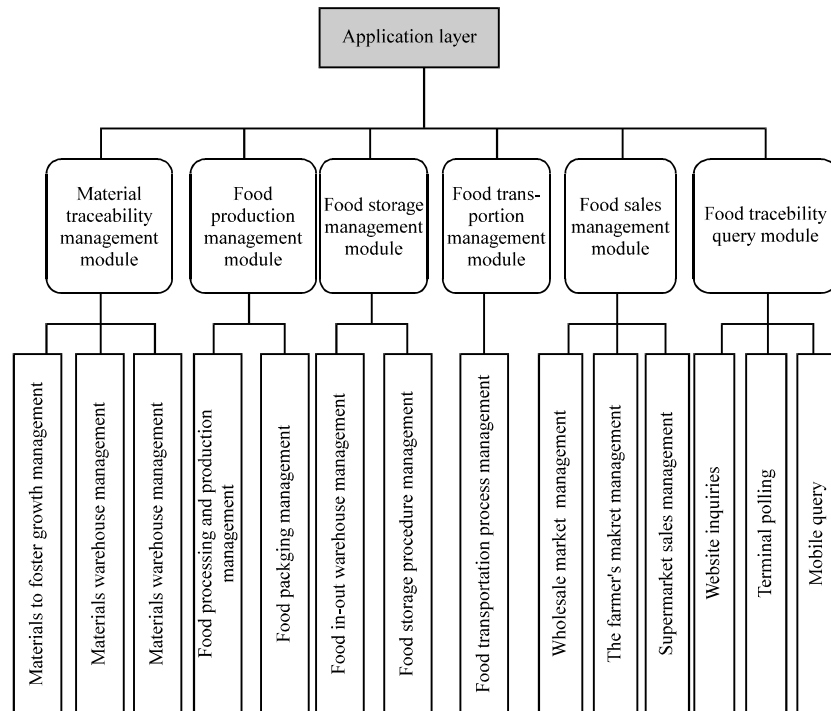 Application layer
Material
traceability
management
module
Food
production
management
module
Food storage
management
module
Food trans-
portion
management
module
Food sales
management
module
Food tracebility
query module
Materials to foster growth management
Materials warehouse management
Materials warehouse management
Food processing and production
management
Food packging management
Food in-out warehouse management
Food storage procedure management
Food transportation process management
Wholesale market management
The farmer's makret management
Supermarket sales management
Website inquiries
Terminal polling
Mobile query